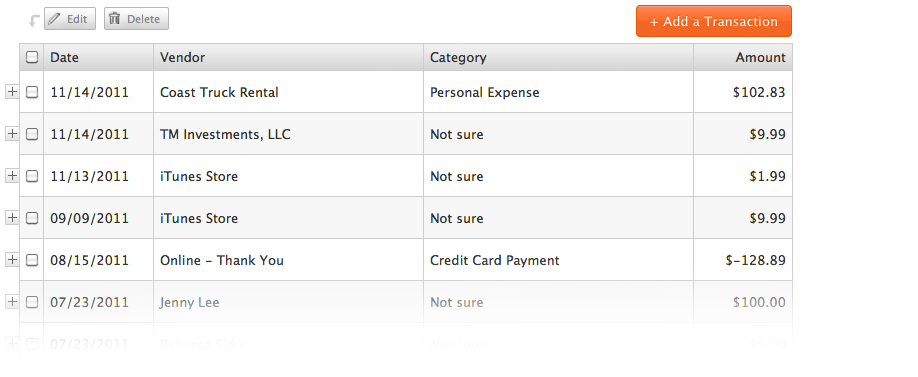 Edit Delete + Add a Transaction
Date Vendor Category Amount
11/14/2011 Coast Truck Rental Personal Expense $102.83
11/14/2011 TM Investments, LLC Not sure $9.99
11/13/2011 iTunes Store Not sure $1.99
09/09/2011 iTunes Store Not sure $9.99
08/15/2011 Online – Thank You Credit Card Payment $-128.89
07/23/2011 Jenny Lee Not sure $100.00
07/23/2011 Not sure